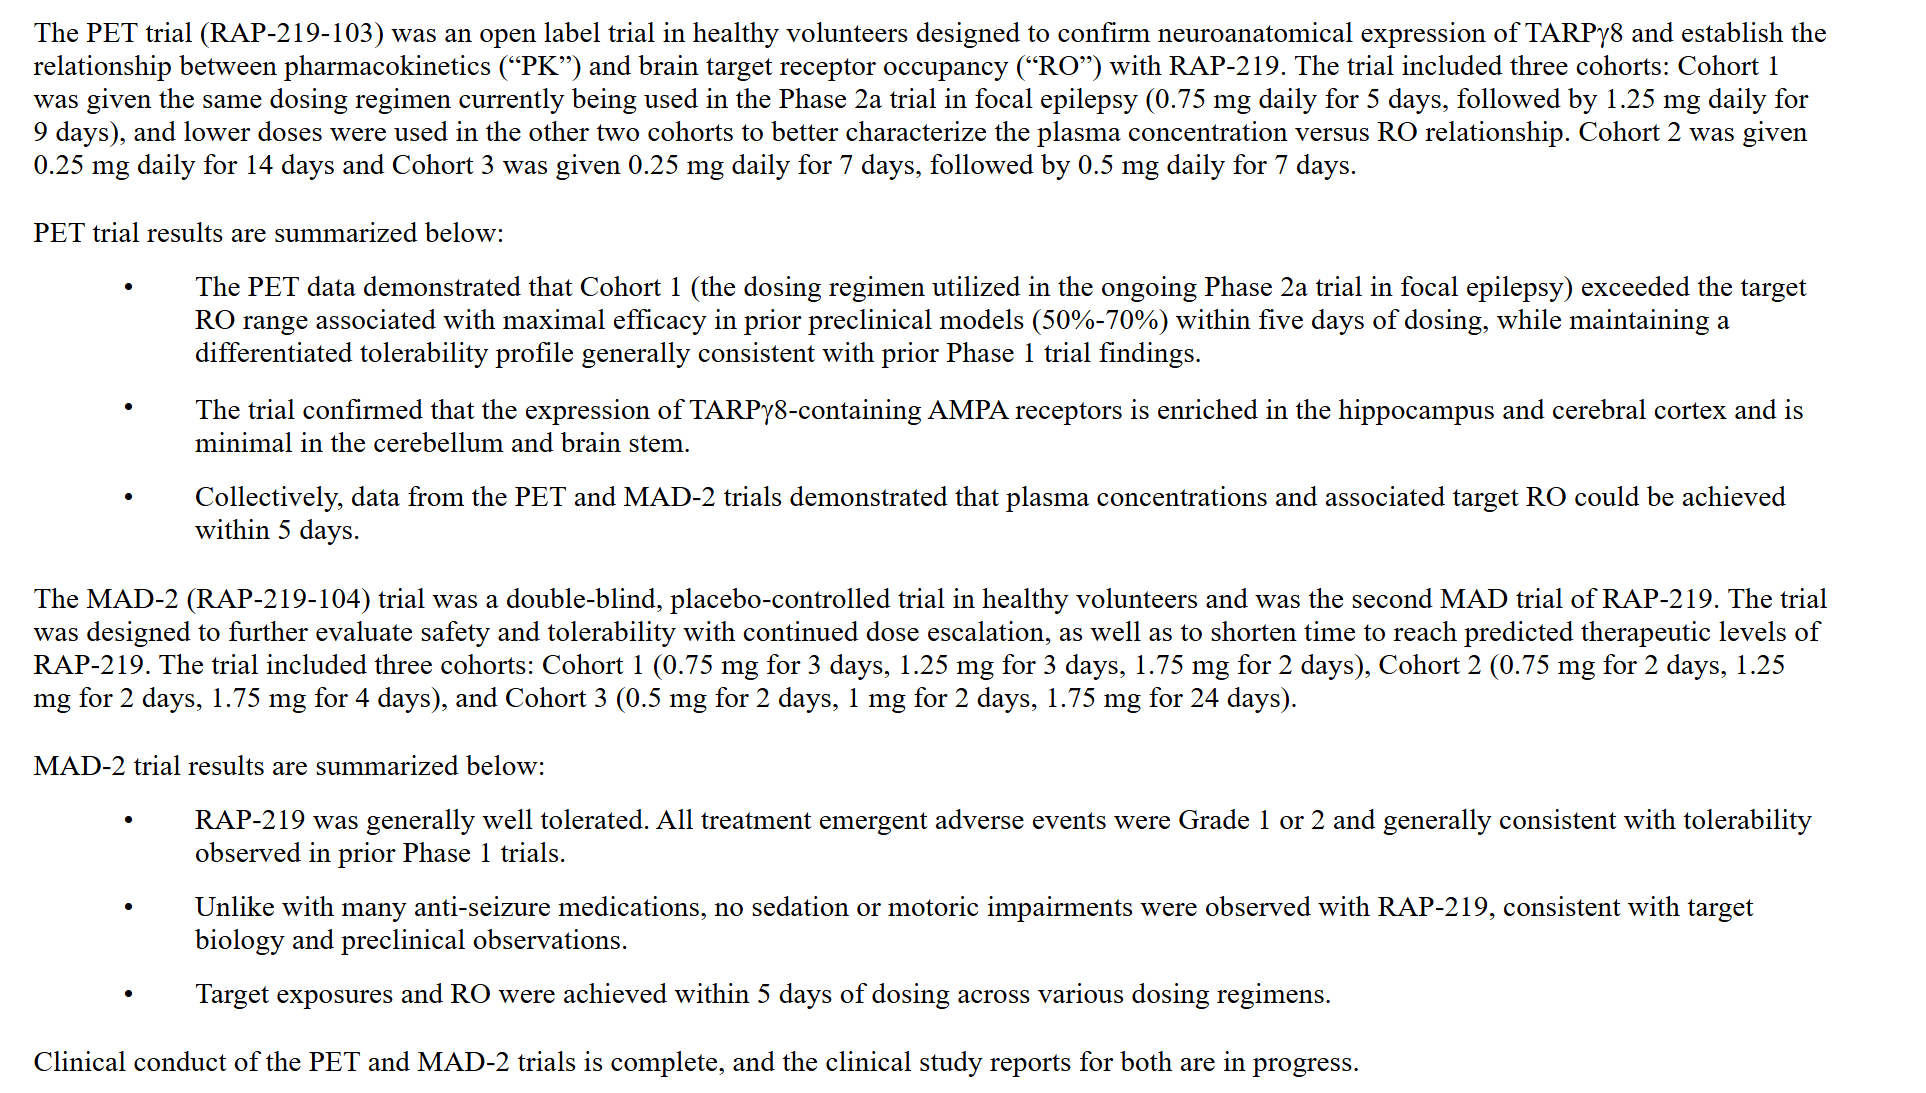 The PET trial (RAP-219-103) was an open label trial in healthy volunteers designed to confirm neuroanatomical expression of TARPγ8 and establish the
relationship between pharmacokinetics (“PK”) and brain target receptor occupancy (“RO”) with RAP-219. The trial included three cohorts: Cohort 1
was given the same dosing regimen currently being used in the Phase 2a trial in focal epilepsy (0.75 mg daily for 5 days, followed by 1.25 mg daily for
9 days), and lower doses were used in the other two cohorts to better characterize the plasma concentration versus RO relationship. Cohort 2 was given
0.25 mg daily for 14 days and Cohort 3 was given 0.25 mg daily for 7 days, followed by 0.5 mg daily for 7 days.
PET trial results are summarized below:
• The PET data demonstrated that Cohort 1 (the dosing regimen utilized in the ongoing Phase 2a trial in focal epilepsy) exceeded the target
RO range associated with maximal efficacy in prior preclinical models (50%-70%) within five days of dosing, while maintaining a
differentiated tolerability profile generally consistent with prior Phase 1 trial findings.
• The trial confirmed that the expression of TARPγ8-containing AMPA receptors is enriched in the hippocampus and cerebral cortex and is
minimal in the cerebellum and brain stem.
• Collectively, data from the PET and MAD-2 trials demonstrated that plasma concentrations and associated target RO could be achieved
within 5 days.
The MAD-2 (RAP-219-104) trial was a double-blind, placebo-controlled trial in healthy volunteers and was the second MAD trial of RAP-219. The trial
was designed to further evaluate safety and tolerability with continued dose escalation, as well as to shorten time to reach predicted therapeutic levels of
RAP-219. The trial included three cohorts: Cohort 1 (0.75 mg for 3 days, 1.25 mg for 3 days, 1.75 mg for 2 days), Cohort 2 (0.75 mg for 2 days, 1.25
mg for 2 days, 1.75 mg for 4 days), and Cohort 3 (0.5 mg for 2 days, 1 mg for 2 days, 1.75 mg for 24 days).
MAD-2 trial results are summarized below:
• RAP-219 was generally well tolerated. All treatment emergent adverse events were Grade 1 or 2 and generally consistent with tolerability
observed in prior Phase 1 trials.
• Unlike with many anti-seizure medications, no sedation or motoric impairments were observed with RAP-219, consistent with target
biology and preclinical observations.
• Target exposures and RO were achieved within 5 days of dosing across various dosing regimens.
Clinical conduct of the PET and MAD-2 trials is complete, and the clinical study reports for both are in progress.